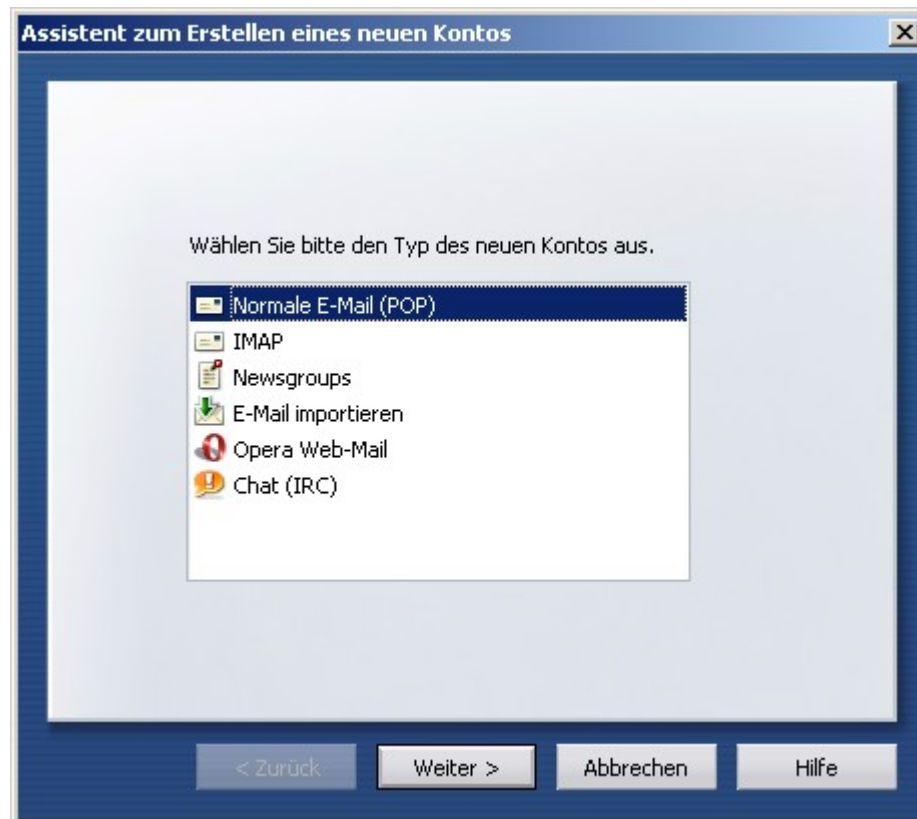 Assistent zum Erstellen eines neuen Kontos
Wählen Sie bitte den Typ des neuen Kontos aus.
Normale E-Mail (POP)
IMAP
Newsgroups
E-Mail importieren
Opera Web-Mail
Chat (IRC)
< Zurück
Weiter >
Abbrechen
Hilfe